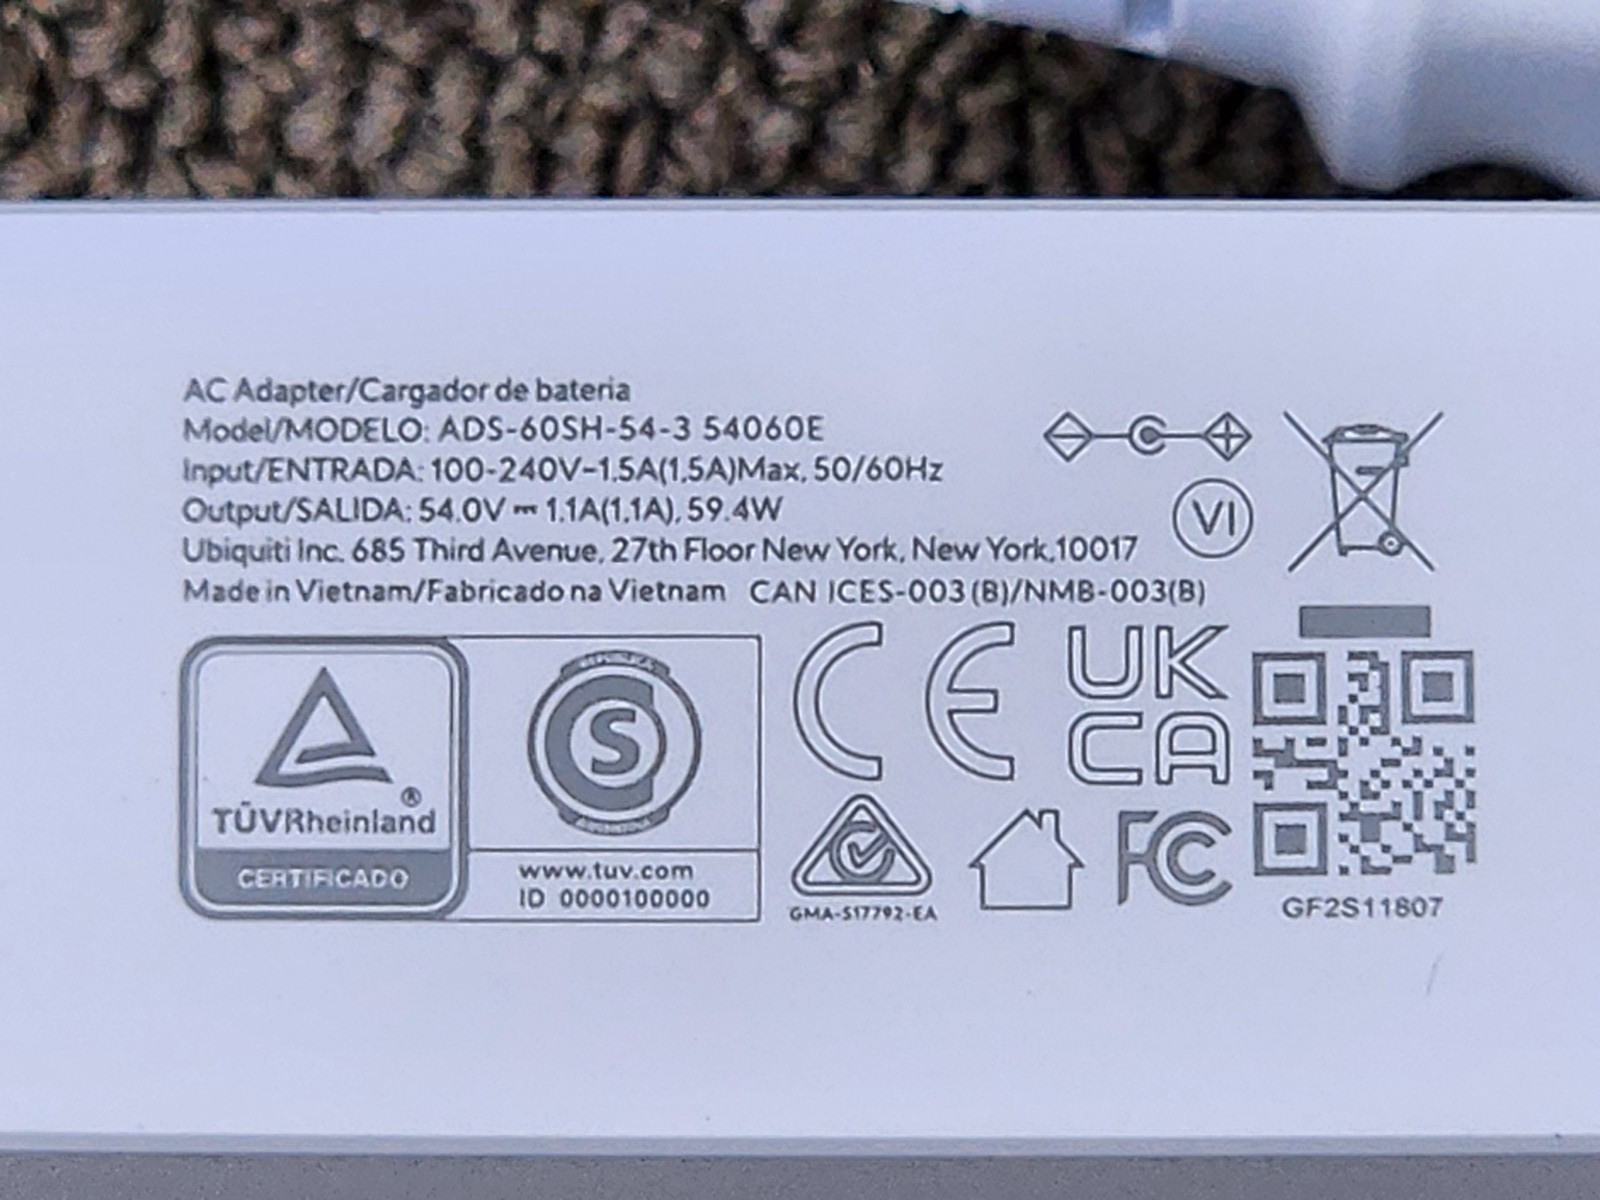 AC Adapter/Cargador de bateria
Model/MODELO: ADS-60SH-54-3 54060E
Input/ENTRADA: 100-240V~1.5A(1,5A)Max, 50/60Hz
Output/SALIDA: 54.0V ⎓ 1.1A(1,1A), 59.4W
VI
Ubiquiti Inc. 685 Third Avenue, 27th Floor New York, New York,10017
Made in Vietnam/Fabricado na Vietnam CAN ICES-003 (B)/NMB-003(B)
TÜVRheinland®
CERTIFICADO
REPUBLICA
S
ARGENTINA
www.tuv.com
ID 0000100000
CE
UK
CA
GMA-517792-EA
FC
GF2S11807